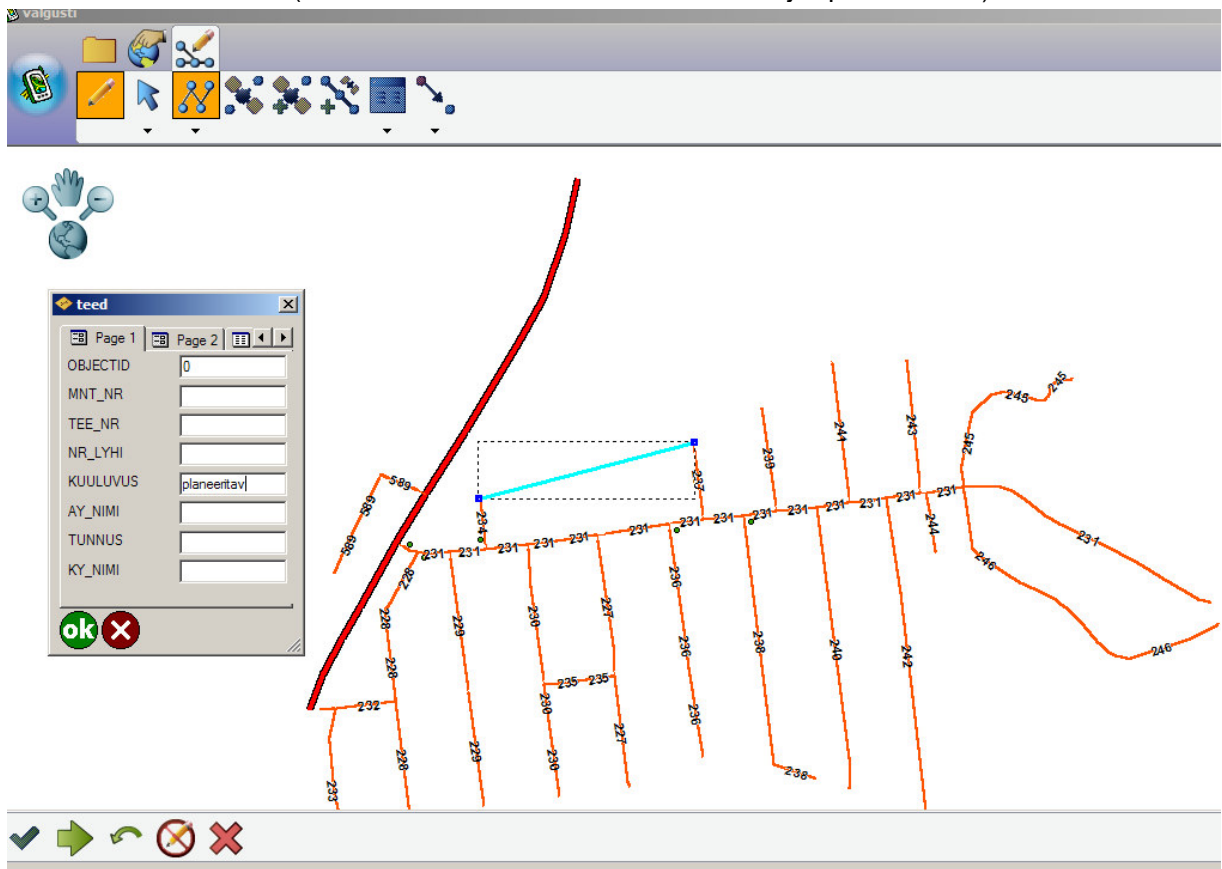 valgusti
teed
Page 1 Page 2
OBJECTID 0
MNT_NR
TEE_NR
NR_LYHI
KUULUVUS planeeritav
AY_NIMI
TUNNUS
KY_NIMI
ok
245 245
241 243
245
239
237
589
589
234
589
231 231 231 231 231 231 231 231 231 231 231 231
244
231
228
246
236
230 227
229
228
238
236 240 242
246
228
235 235
230
232
236
227
228 229 230
238
233